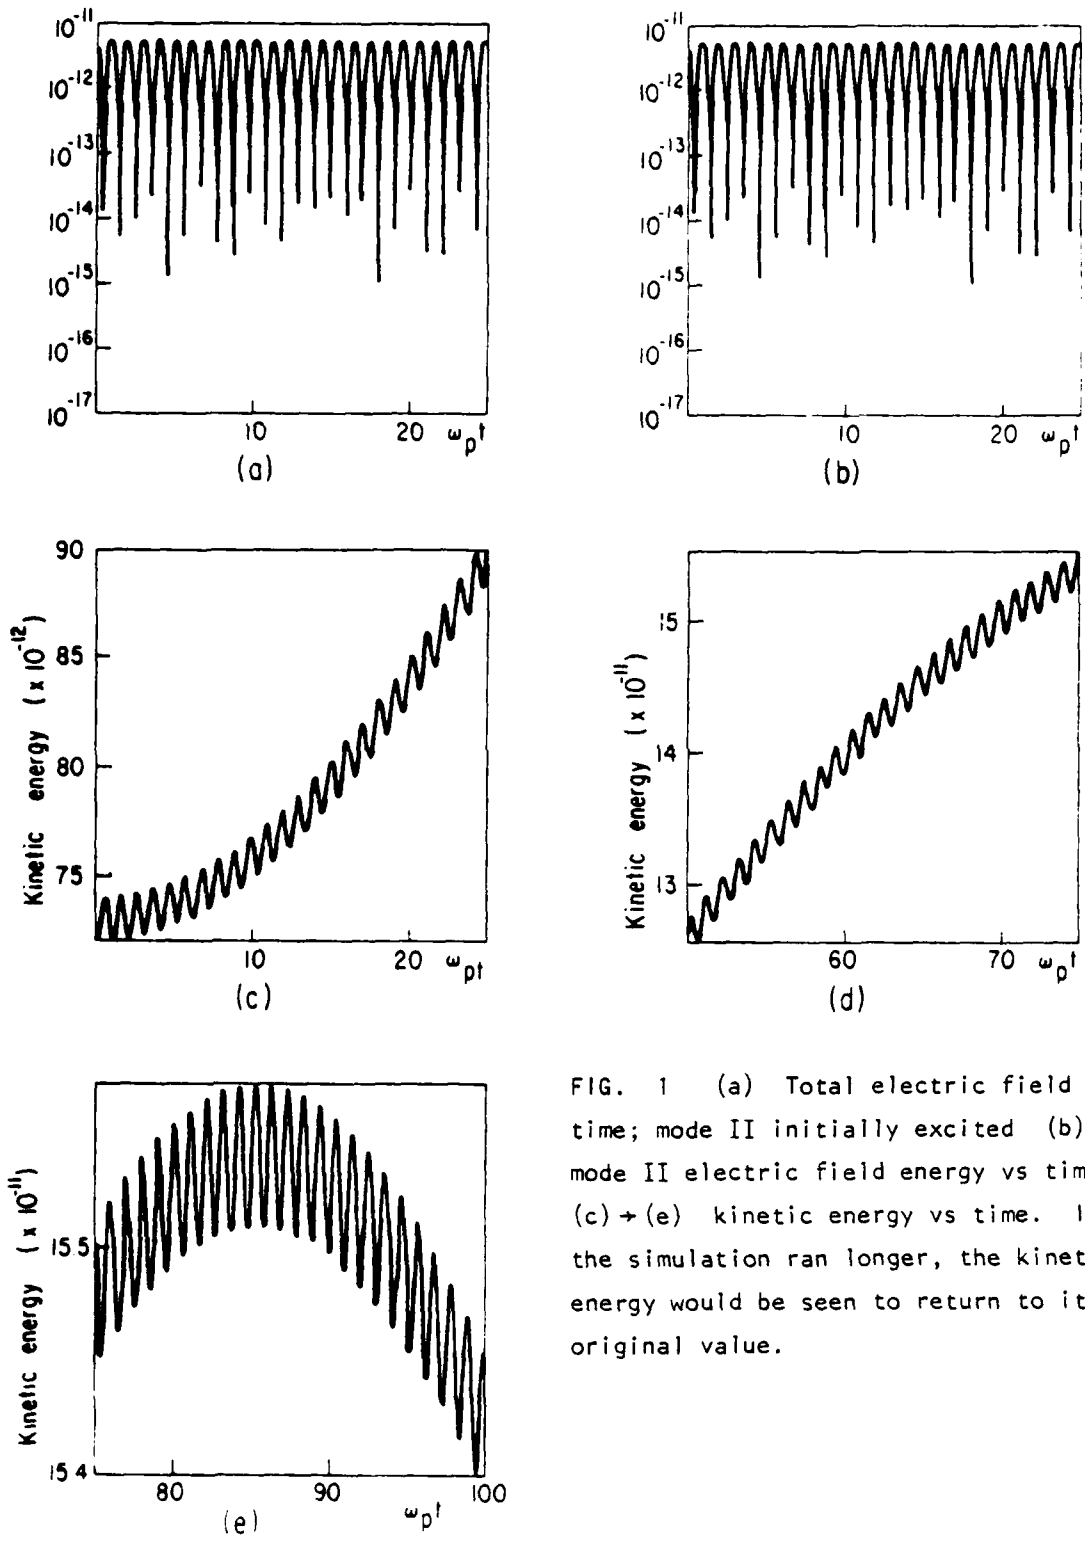 10^-11
10^-12
10^-13
10^-14
10^-15
10^-16
10^-17
10 20 ω_p t
(a)
10^-11
10^-12
10^-13
10^-14
10^-15
10^-16
10^-17
10 20 ω_p t
(b)
Kinetic energy (x 10^-12)
90
85
80
75
10 20 ω_pt
(c)
Kinetic energy (x 10^-11)
15
14
13
60 70 ω_p t
(d)
Kinetic energy (x 10^-11)
15.5
15 4
80 90 100
ω_p t
(e)
FIG. 1 (a) Total electric field
time; mode II initially excited (b)
mode II electric field energy vs tim
(c) → (e) kinetic energy vs time. I
the simulation ran longer, the kinet
energy would be seen to return to it
original value.